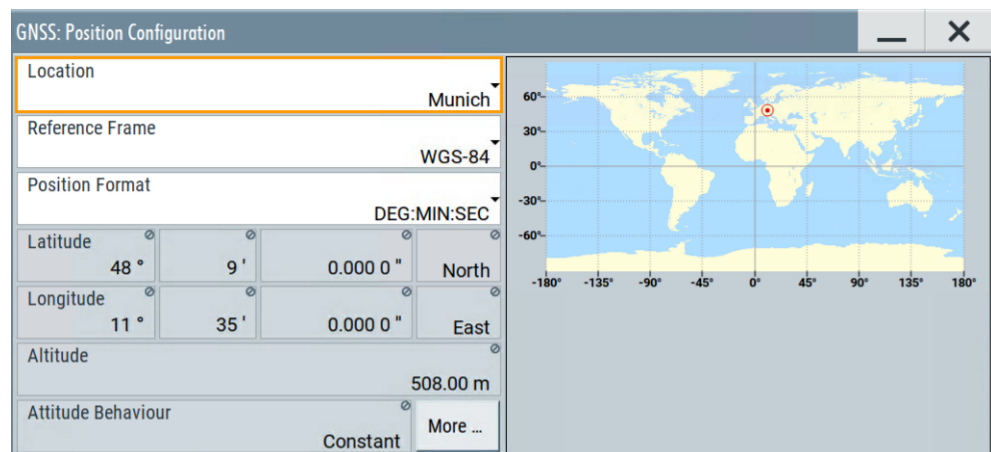 GNSS: Position Configuration
Location
Munich
Reference Frame
WGS-84
Position Format
DEG:MIN:SEC
Latitude
48 ° 9 ' 0.000 0 " North
Longitude
11 ° 35 ' 0.000 0 " East
Altitude
508.00 m
Attitude Behaviour
Constant More ...
60°
30°
0°
-30°
-60°
-180° -135° -90° -45° 0° 45° 90° 135° 180°